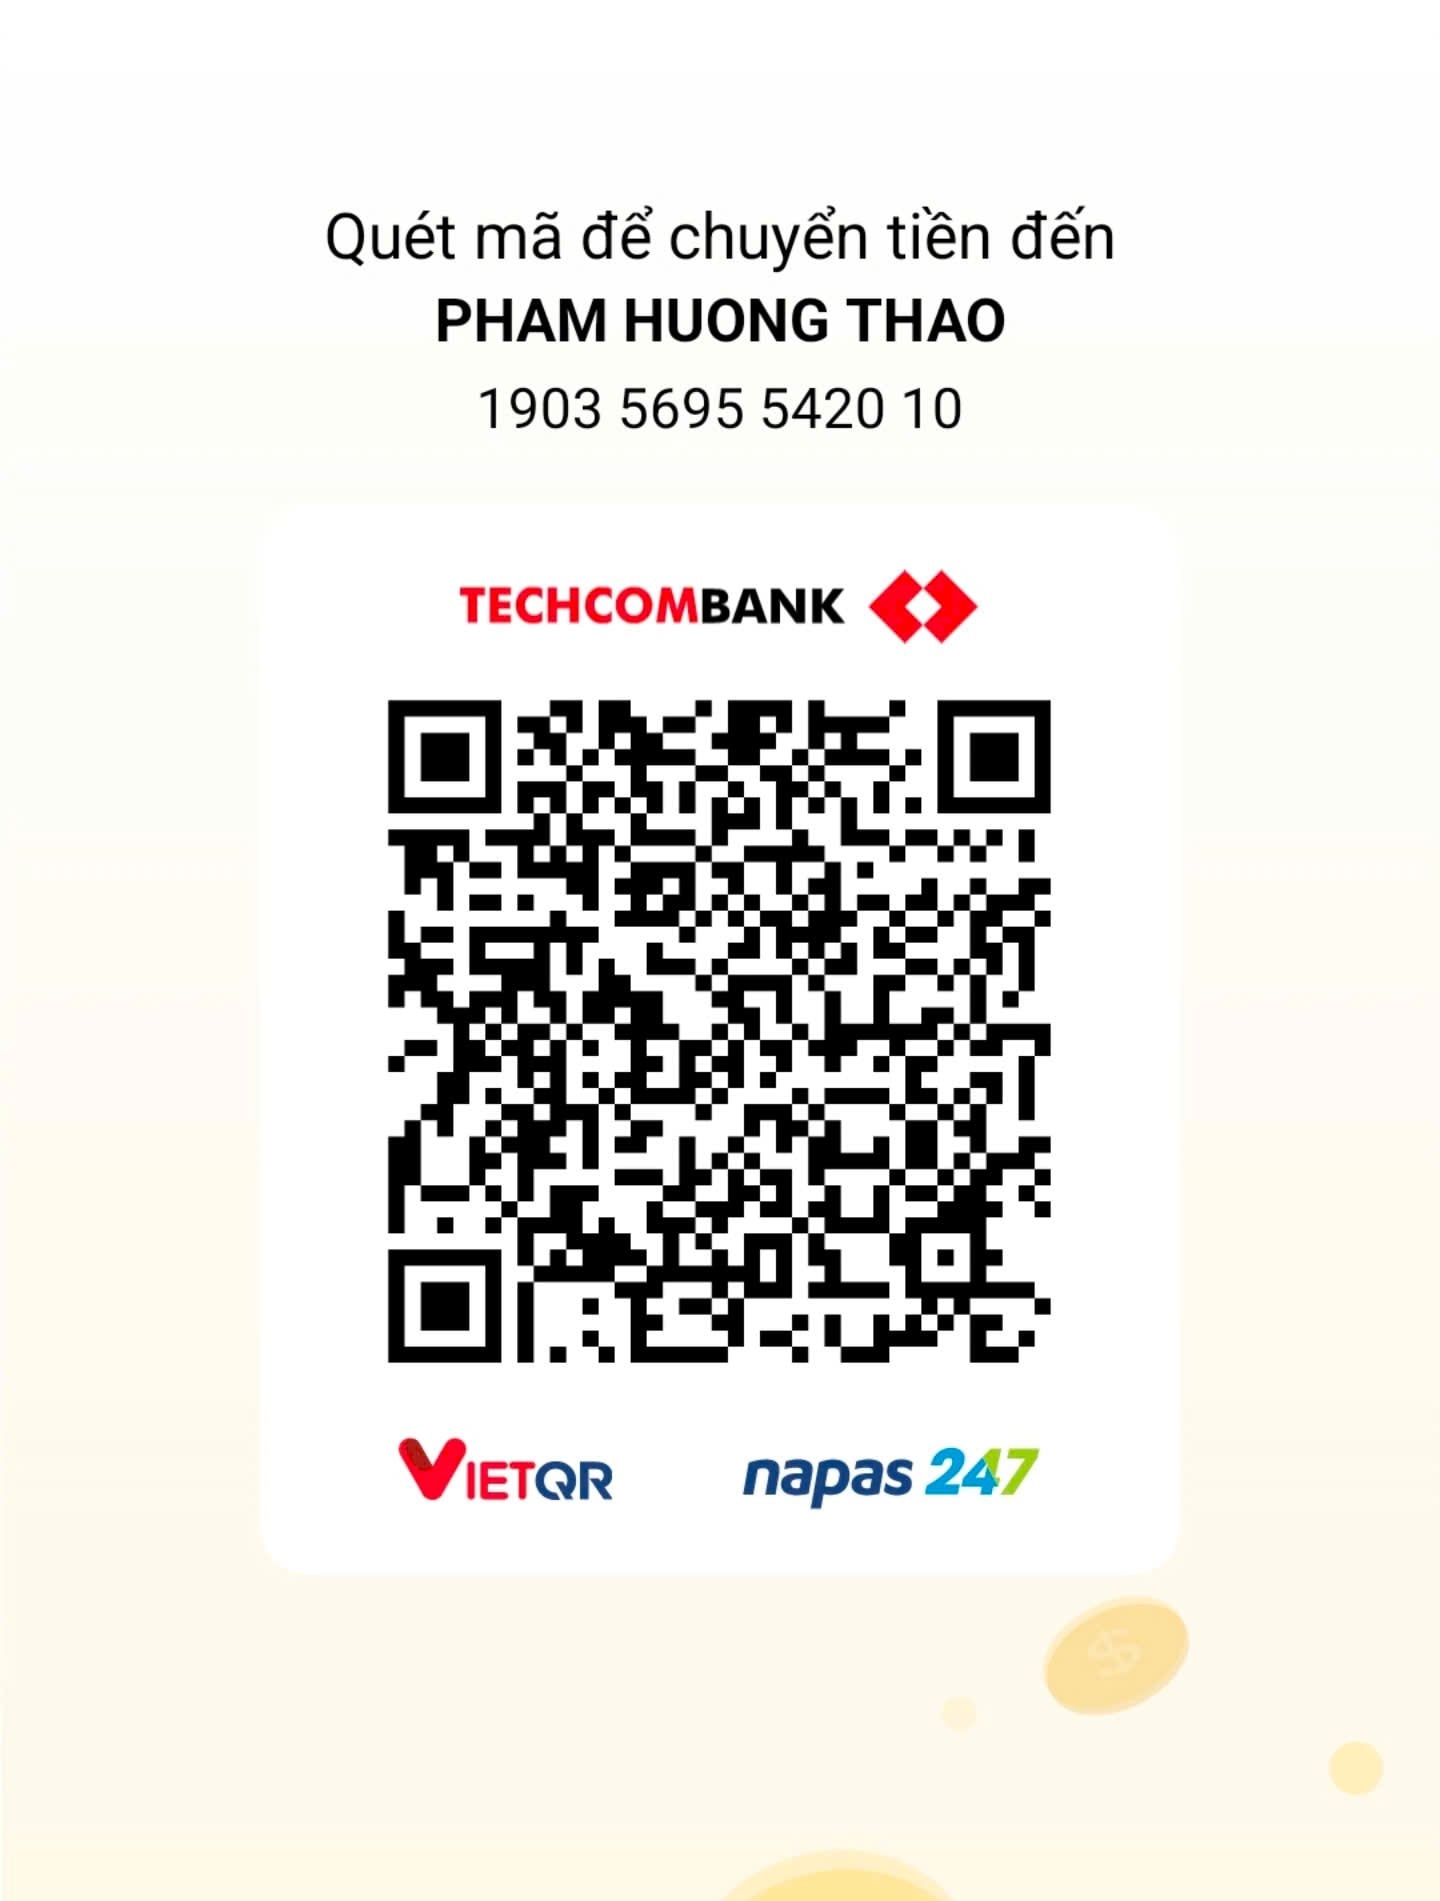 Quét mã để chuyển tiền đến
PHAM HUONG THAO
1903 5695 5420 10
TECHCOMBANK
VIETQR
napas 247